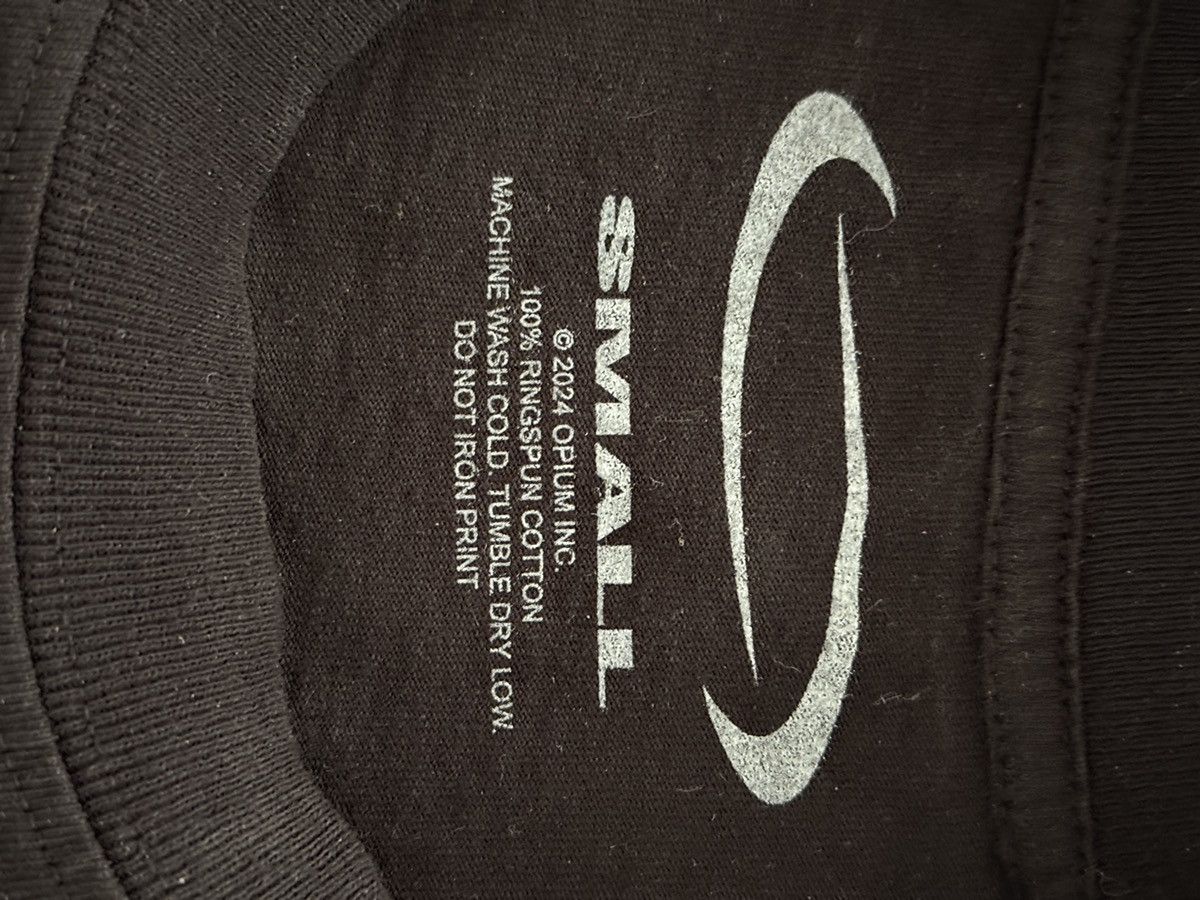 SMALL
© 2024 OPIUM INC.
100% RINGSPUN COTTON
MACHINE WASH COLD, TUMBLE DRY LOW.
DO NOT IRON PRINT